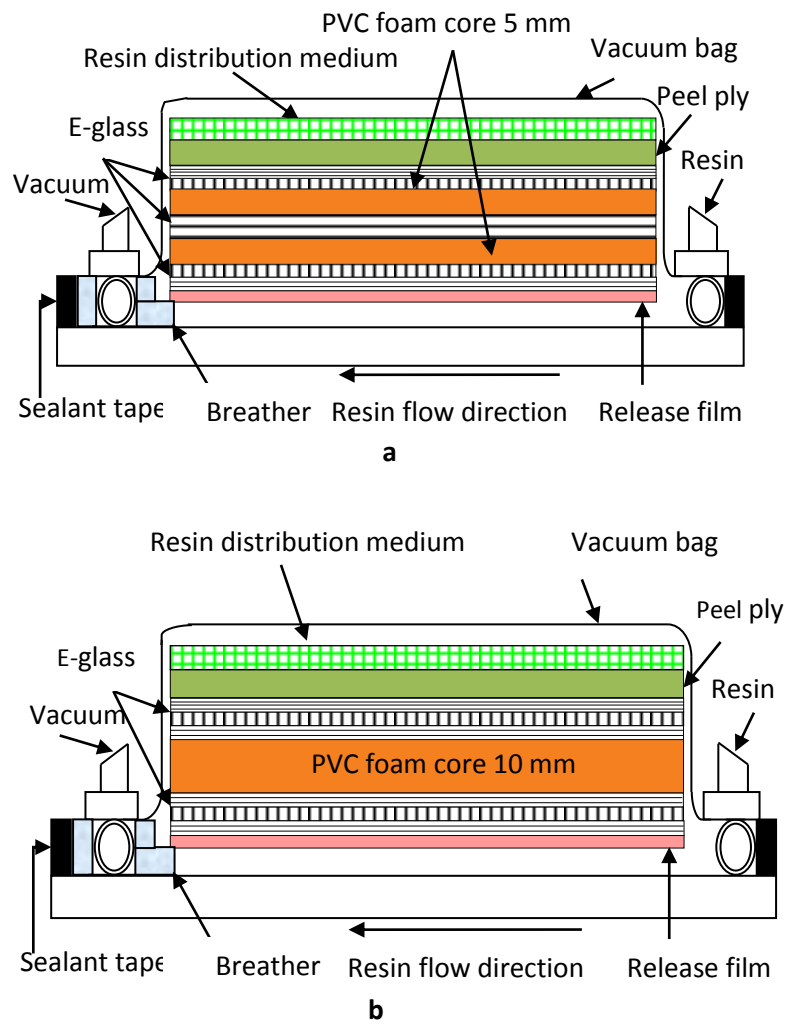 PVC foam core 5 mm
Resin distribution medium
Vacuum bag
Peel ply
E-glass
Resin
Vacuum
Sealant tape
Breather
Resin flow direction
Release film
a
Resin distribution medium
Vacuum bag
Peel ply
E-glass
Resin
Vacuum
PVC foam core 10 mm
Sealant tape
Breather
Resin flow direction
Release film
b